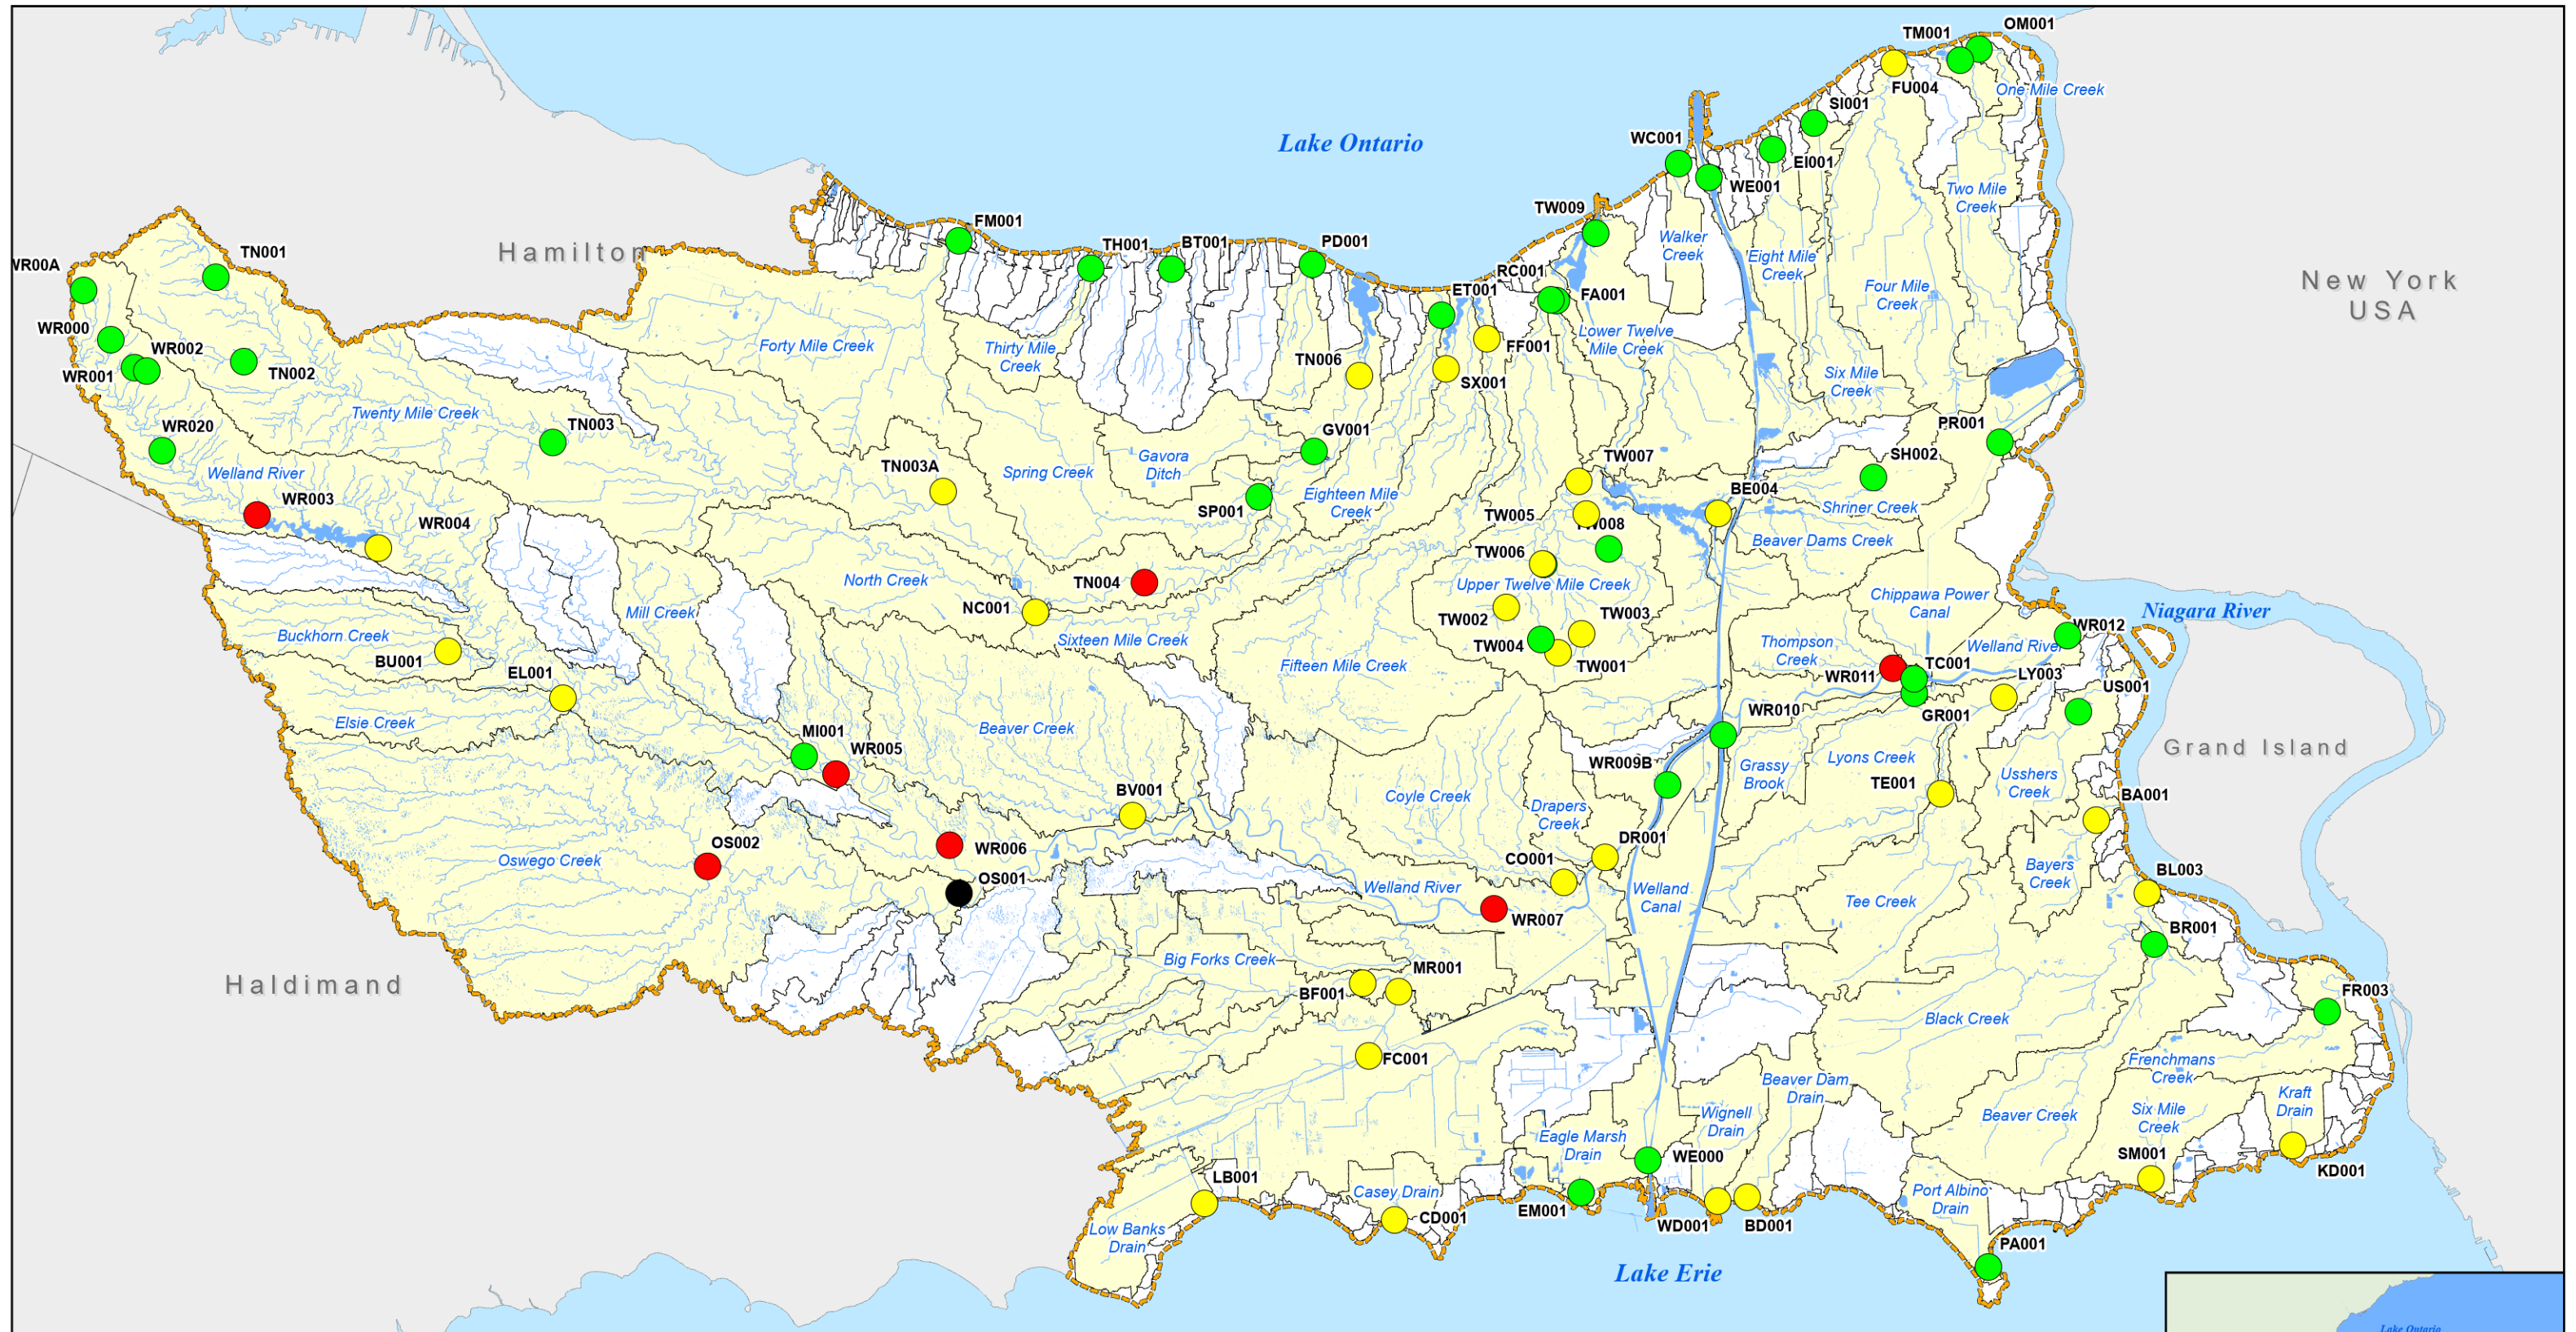 OM001
TM001
FU004
One Mile Creek
SI001
Lake Ontario
WC001
EI001
WE001
Two Mile
Creek
TW009
FM001
Hamilton
TH001
BT001
PD001
Walker
Creek
Eight Mile
Creek
TN001
WR00A
RC001
New York
USA
ET001
FA001
Four Mile
Creek
WR000
Lower Twelve
Mile Creek
WR002
Forty Mile Creek
Thirty Mile
Creek
FF001
TN006
WR001
TN002
SX001
Six Mile
Creek
Twenty Mile Creek
TN003
WR020
GV001
PR001
SH002
TW007
Gavora
Ditch
TN003A
Spring Creek
Welland River
WR003
BE004
Eighteen Mile
Creek
SP001
TW005
Shriner Creek
WR004
TW008
Beaver Dams Creek
TW006
North Creek
TN004
Upper Twelve Mile Creek
Chippawa Power
Canal
NC001
Mill Creek
Niagara River
TW002
TW003
WR012
Buckhorn Creek
Sixteen Mile Creek
TW004
Thompson
Creek
Welland River
BU001
Fifteen Mile Creek
TW001
TC001
WR011
EL001
LY003
US001
WR010
GR001
Elsie Creek
Beaver Creek
MI001
WR005
Grand Island
WR009B
Lyons Creek
Grassy
Brook
TE001
Usshers
Creek
BV001
Coyle Creek
Drapers
Creek
BA001
OS002
DR001
WR006
Oswego Creek
CO001
OS001
Bayers
Creek
BL003
Welland River
Welland
Canal
Tee Creek
WR007
BR001
Big Forks Creek
MR001
Haldimand
BF001
FR003
Black Creek
FC001
Frenchmans
Creek
Beaver Dam
Drain
Kraft
Drain
Wignell
Drain
Beaver Creek
Six Mile
Creek
Eagle Marsh
Drain
WE000
SM001
KD001
LB001
Casey Drain
Port Albino
Drain
EM001
CD001
WD001
BD001
Low Banks
Drain
PA001
Lake Erie
Lake Ontario